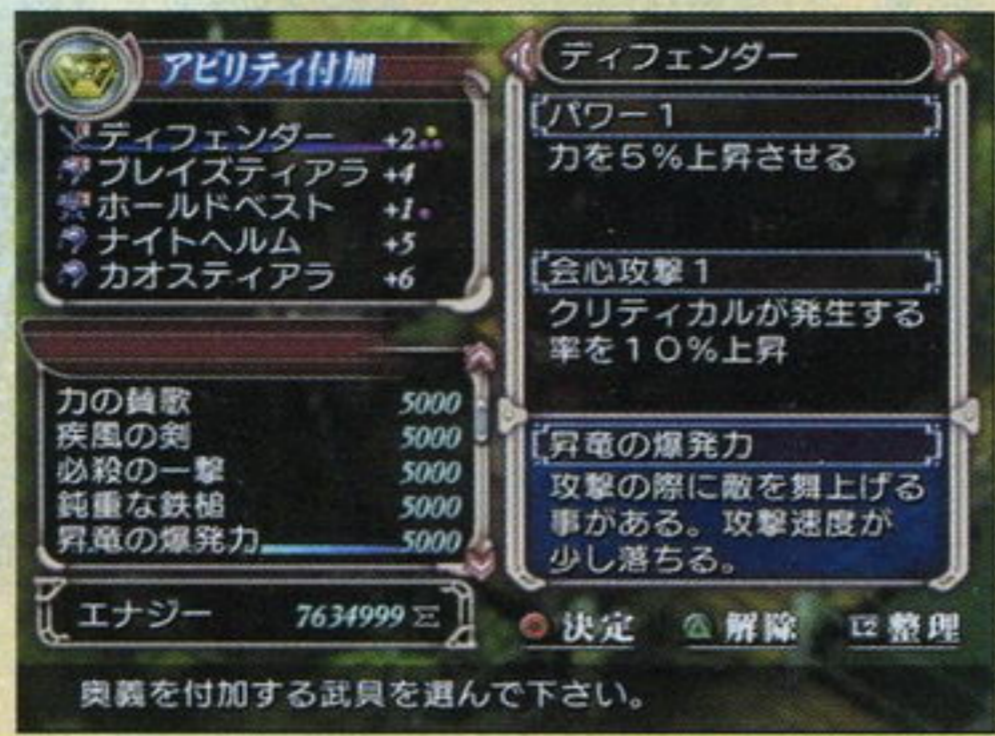 アビリティ付加
ディフェンダー +2
ブレイズティアラ +4
ホールドベスト +1
ナイトヘルム +5
カオスティアラ +6
力の賛歌 5000
疾風の剣 5000
必殺の一撃 5000
鈍重な鉄槌 5000
昇竜の爆発力 5000
エナジー 7634999 Σ
ディフェンダー
パワー1
力を5%上昇させる
会心攻撃1
クリティカルが発生する
率を10%上昇
昇竜の爆発力
攻撃の際に敵を舞上げる
事がある。攻撃速度が
少し落ちる。
決定 解除 L2 整理
奥義を付加する武具を選んで下さい。